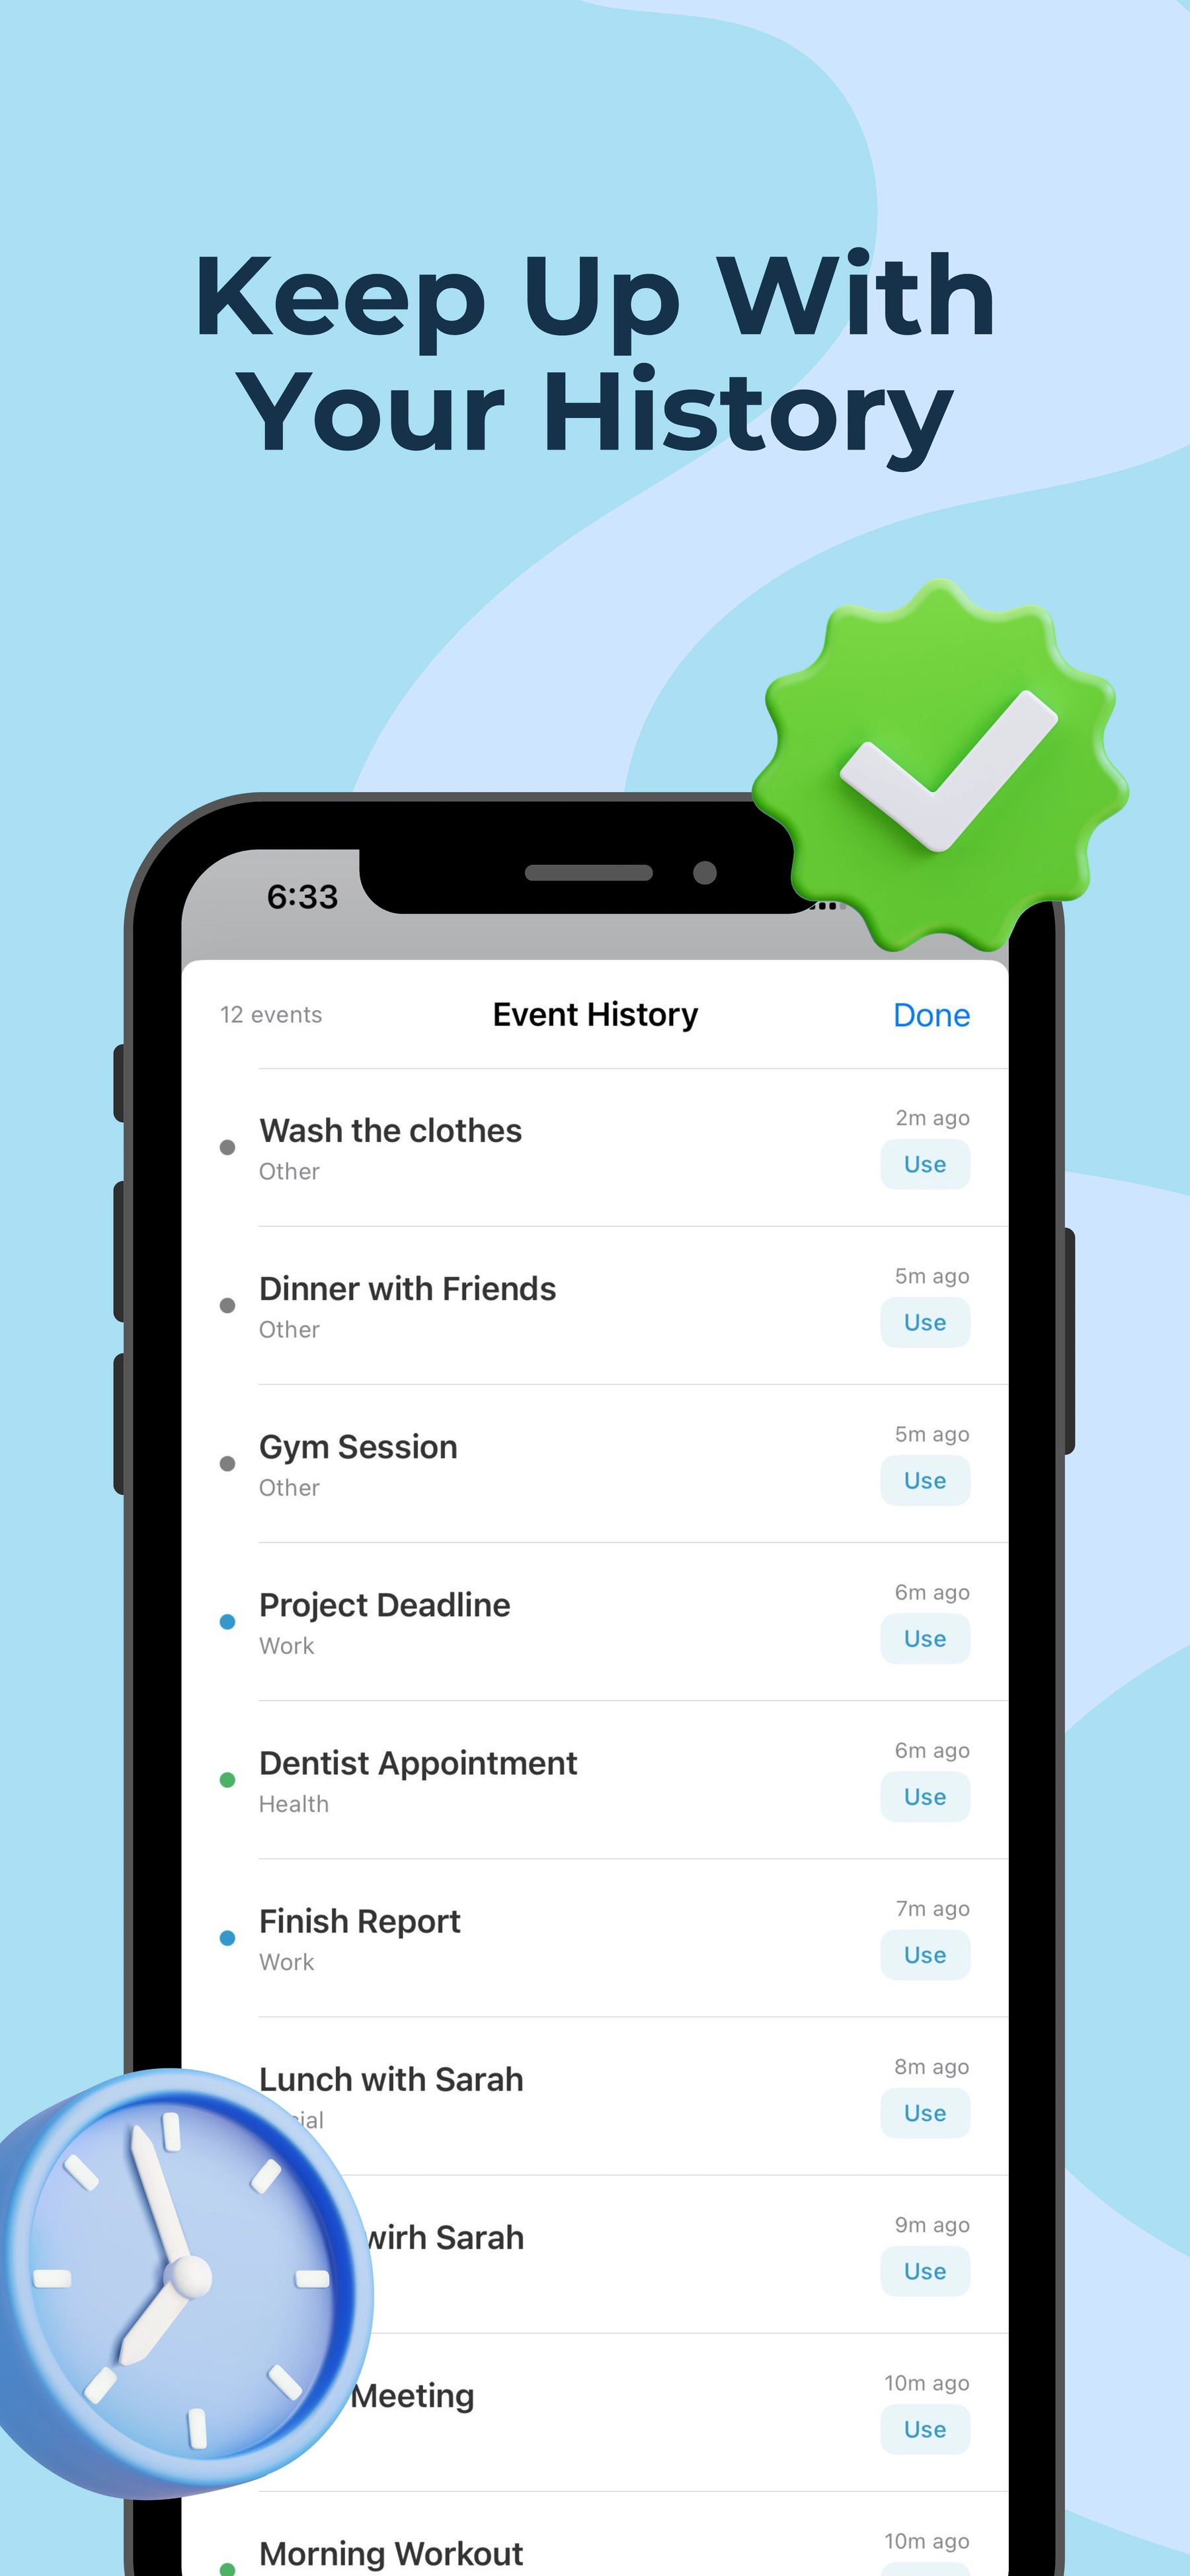 Keep Up With
Your History
6:33
12 events
Event History
Done
Wash the clothes
Other
2m ago
Use
Dinner with Friends
Other
5m ago
Use
Gym Session
Other
5m ago
Use
Project Deadline
Work
6m ago
Use
Dentist Appointment
Health
6m ago
Use
Finish Report
Work
7m ago
Use
Lunch with Sarah
8m ago
Use
wirh Sarah
9m ago
Use
Meeting
10m ago
Use
Morning Workout
10m ago